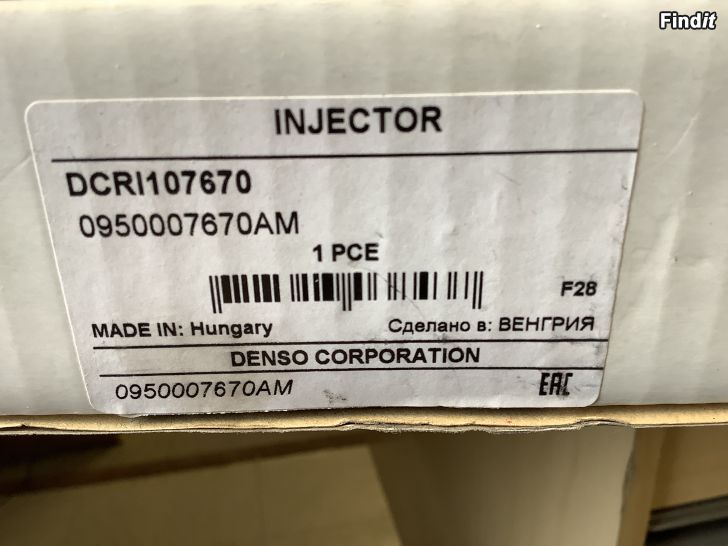 Findit
INJECTOR
DCRI107670
0950007670AM
1 PCE
F28
MADE IN: Hungary Сделано в: ВЕНГРИЯ
DENSO CORPORATION
0950007670AM EAC